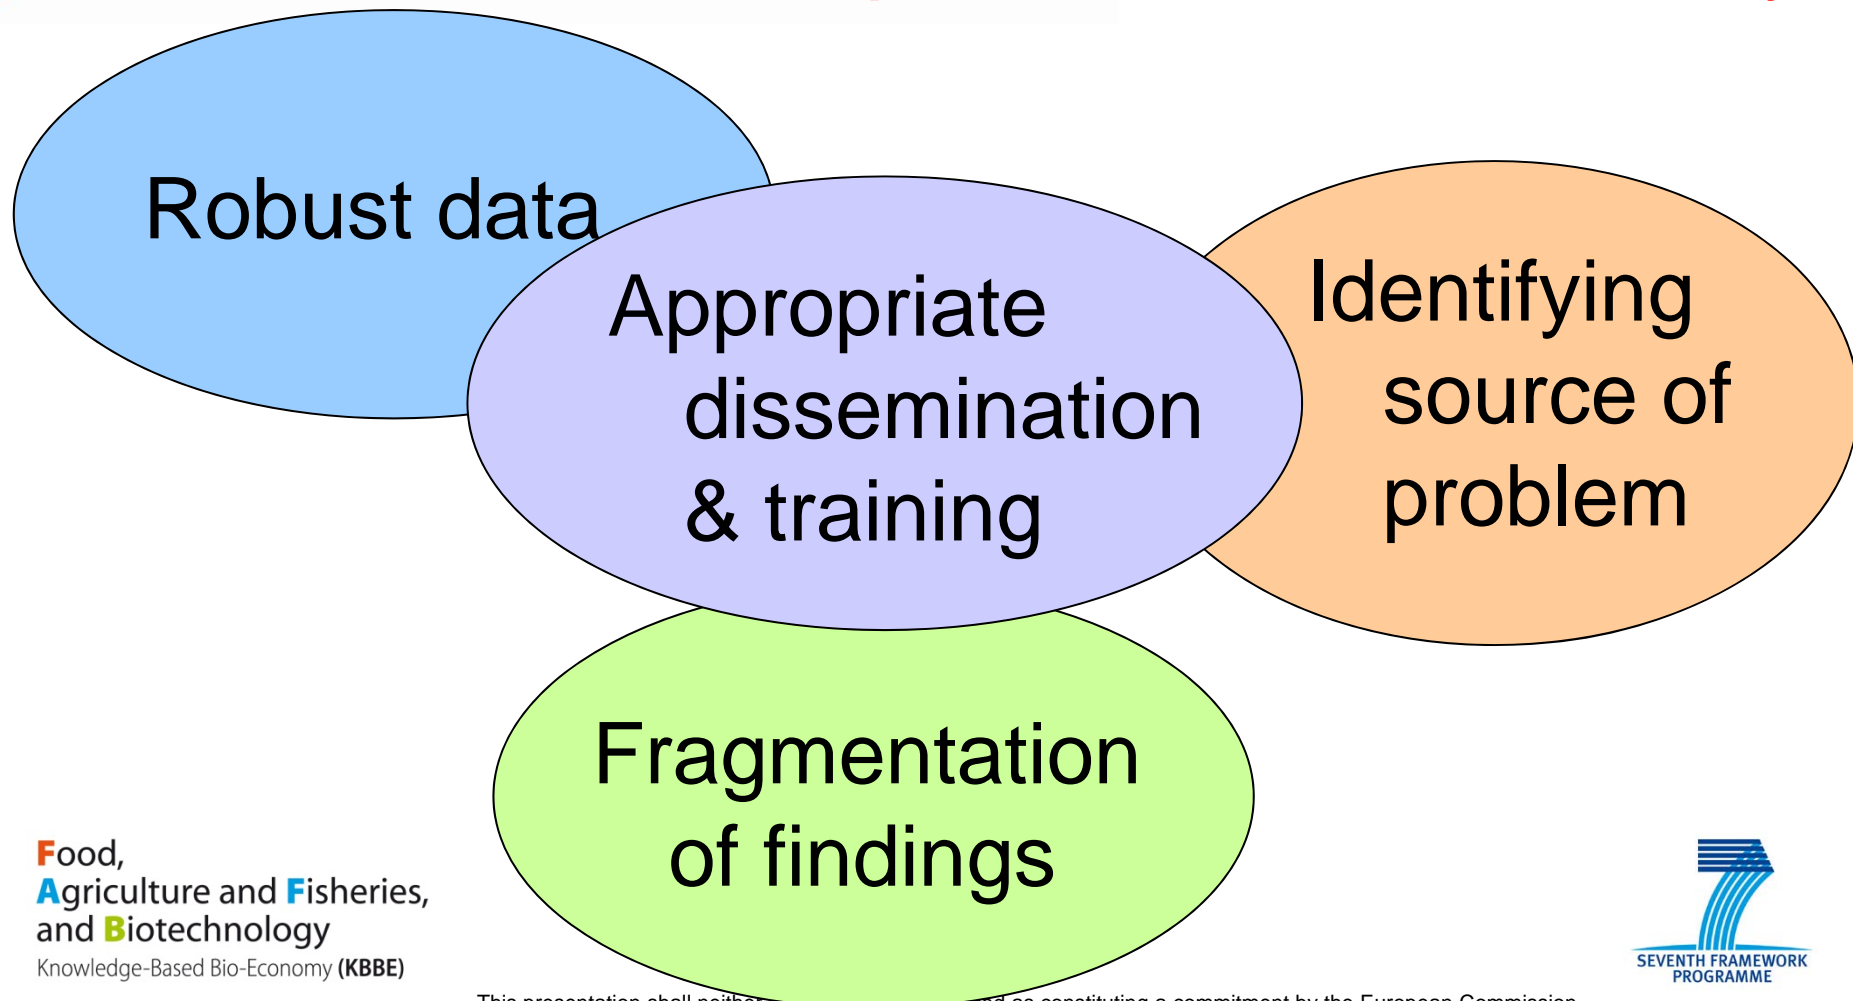 Robust data
Appropriate
dissemination
& training
Identifying
source of
problem
Fragmentation
of findings
Food,
Agriculture and Fisheries,
and Biotechnology
Knowledge-Based Bio-Economy (KBBE)
SEVENTH FRAMEWORK
PROGRAMME
This presentation shall neither as constituting a commitment by the European Commission